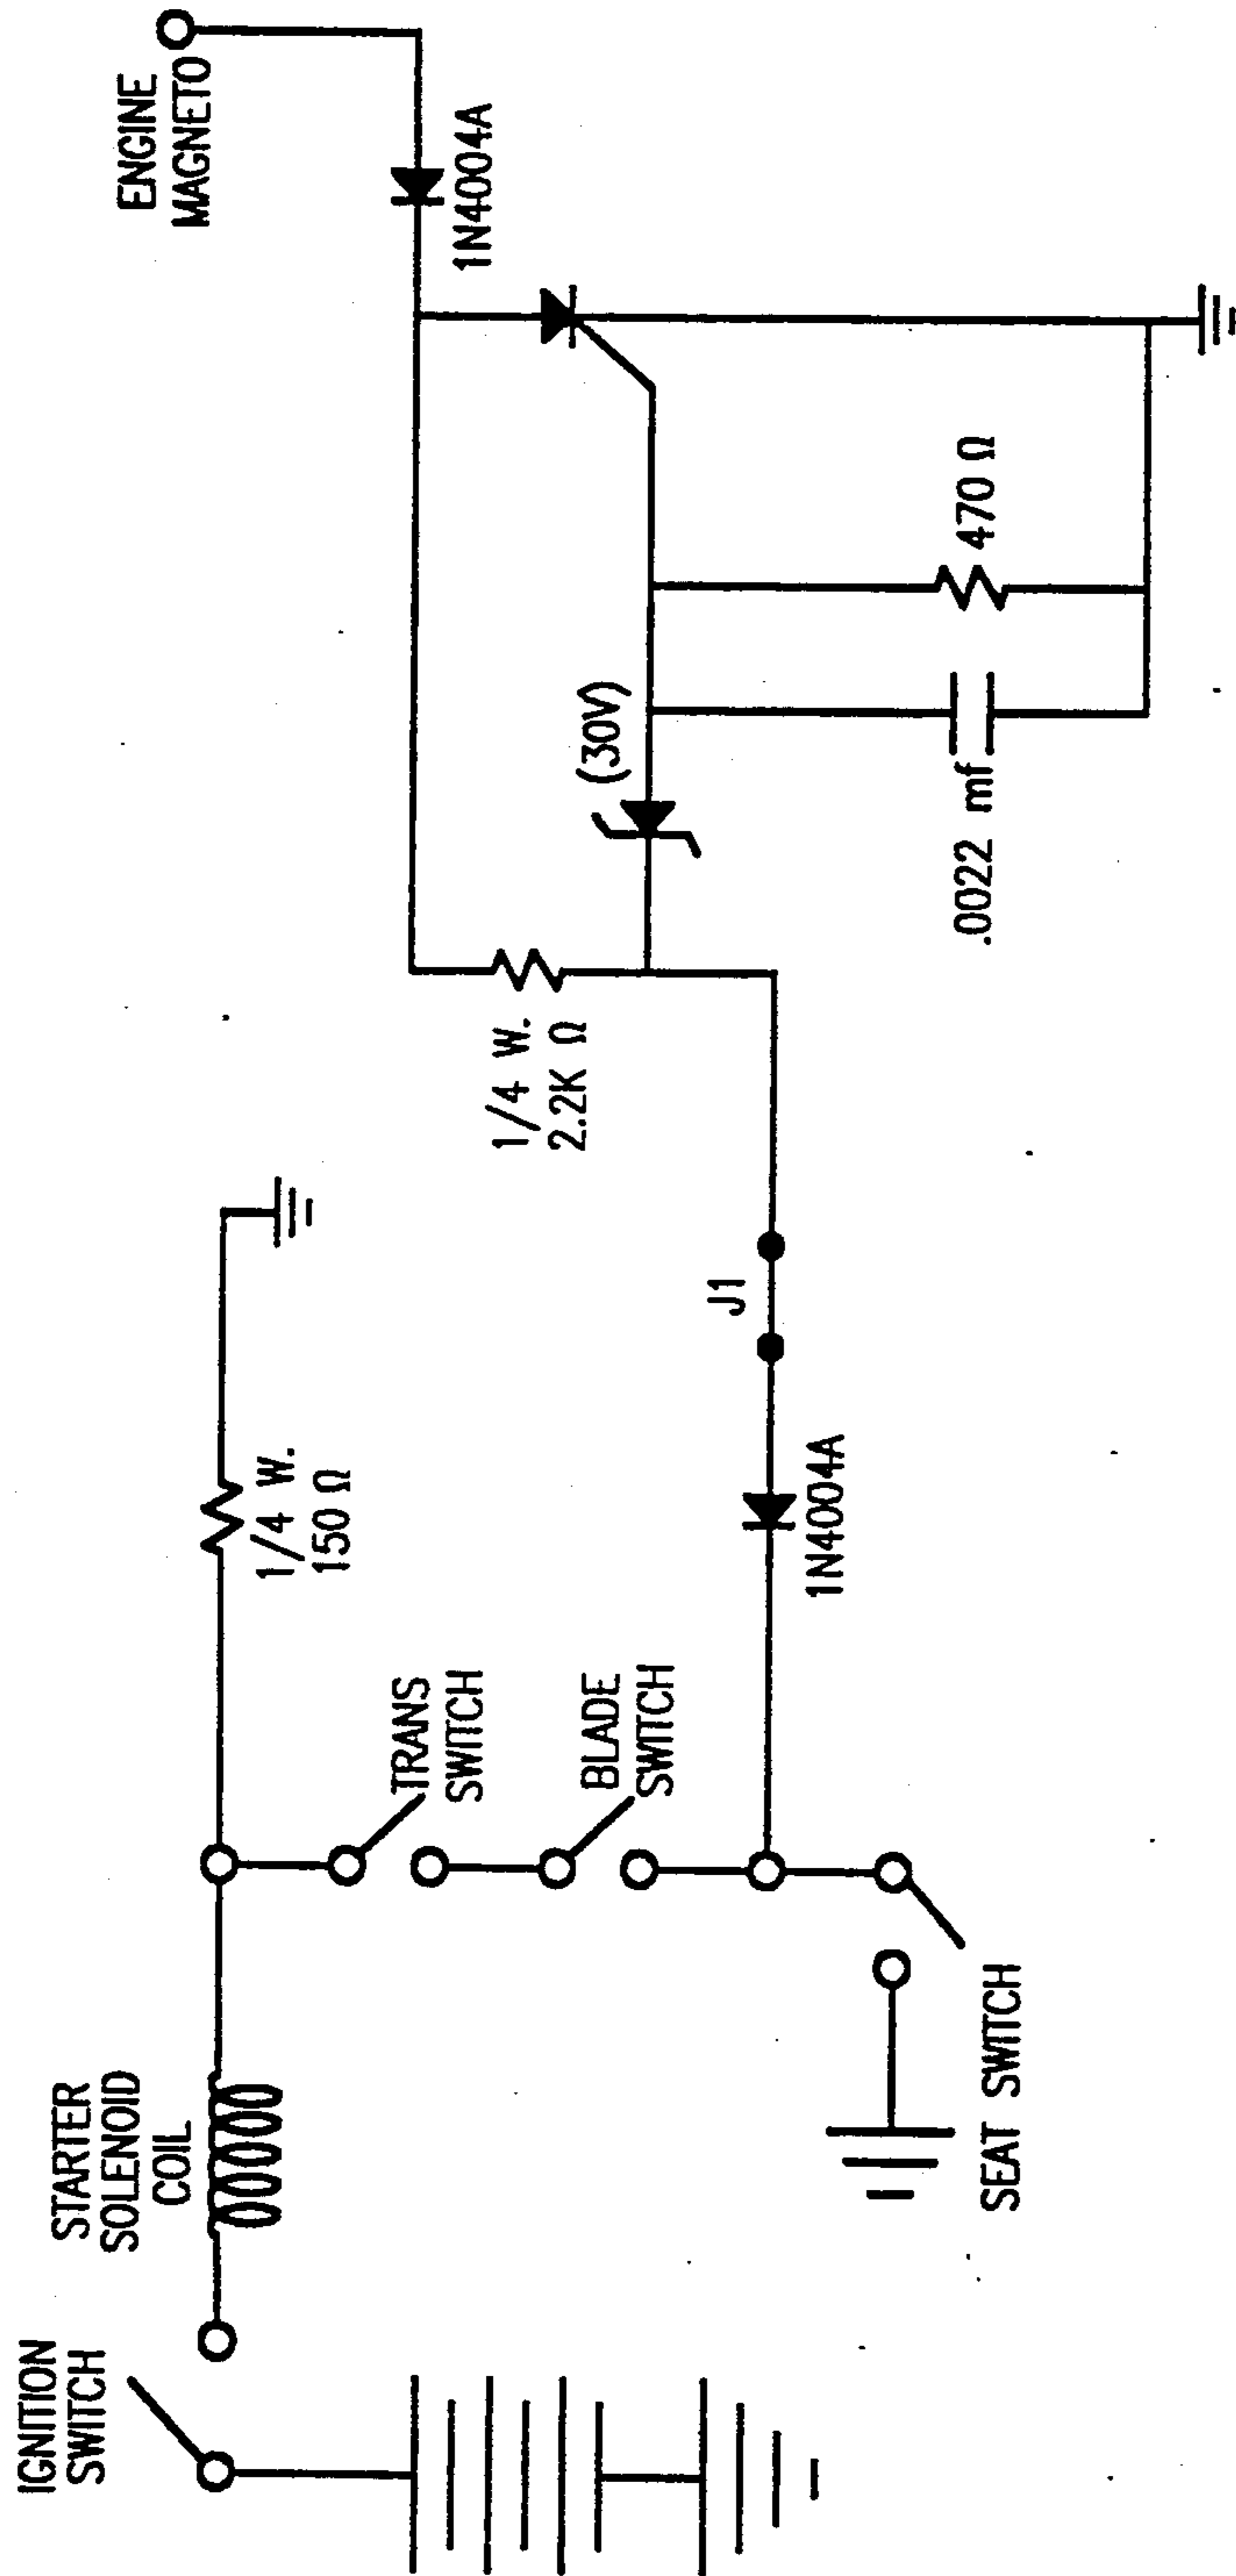 IGNITION
SWITCH
STARTER
SOLENOID
COIL
1/4 W.
150 Ω
TRANS
SWITCH
BLADE
SWITCH
SEAT SWITCH
1N4004A
J1
1/4 W.
2.2K Ω
(30V)
.0022 mf
470 Ω
1N4004A
ENGINE
MAGNETO